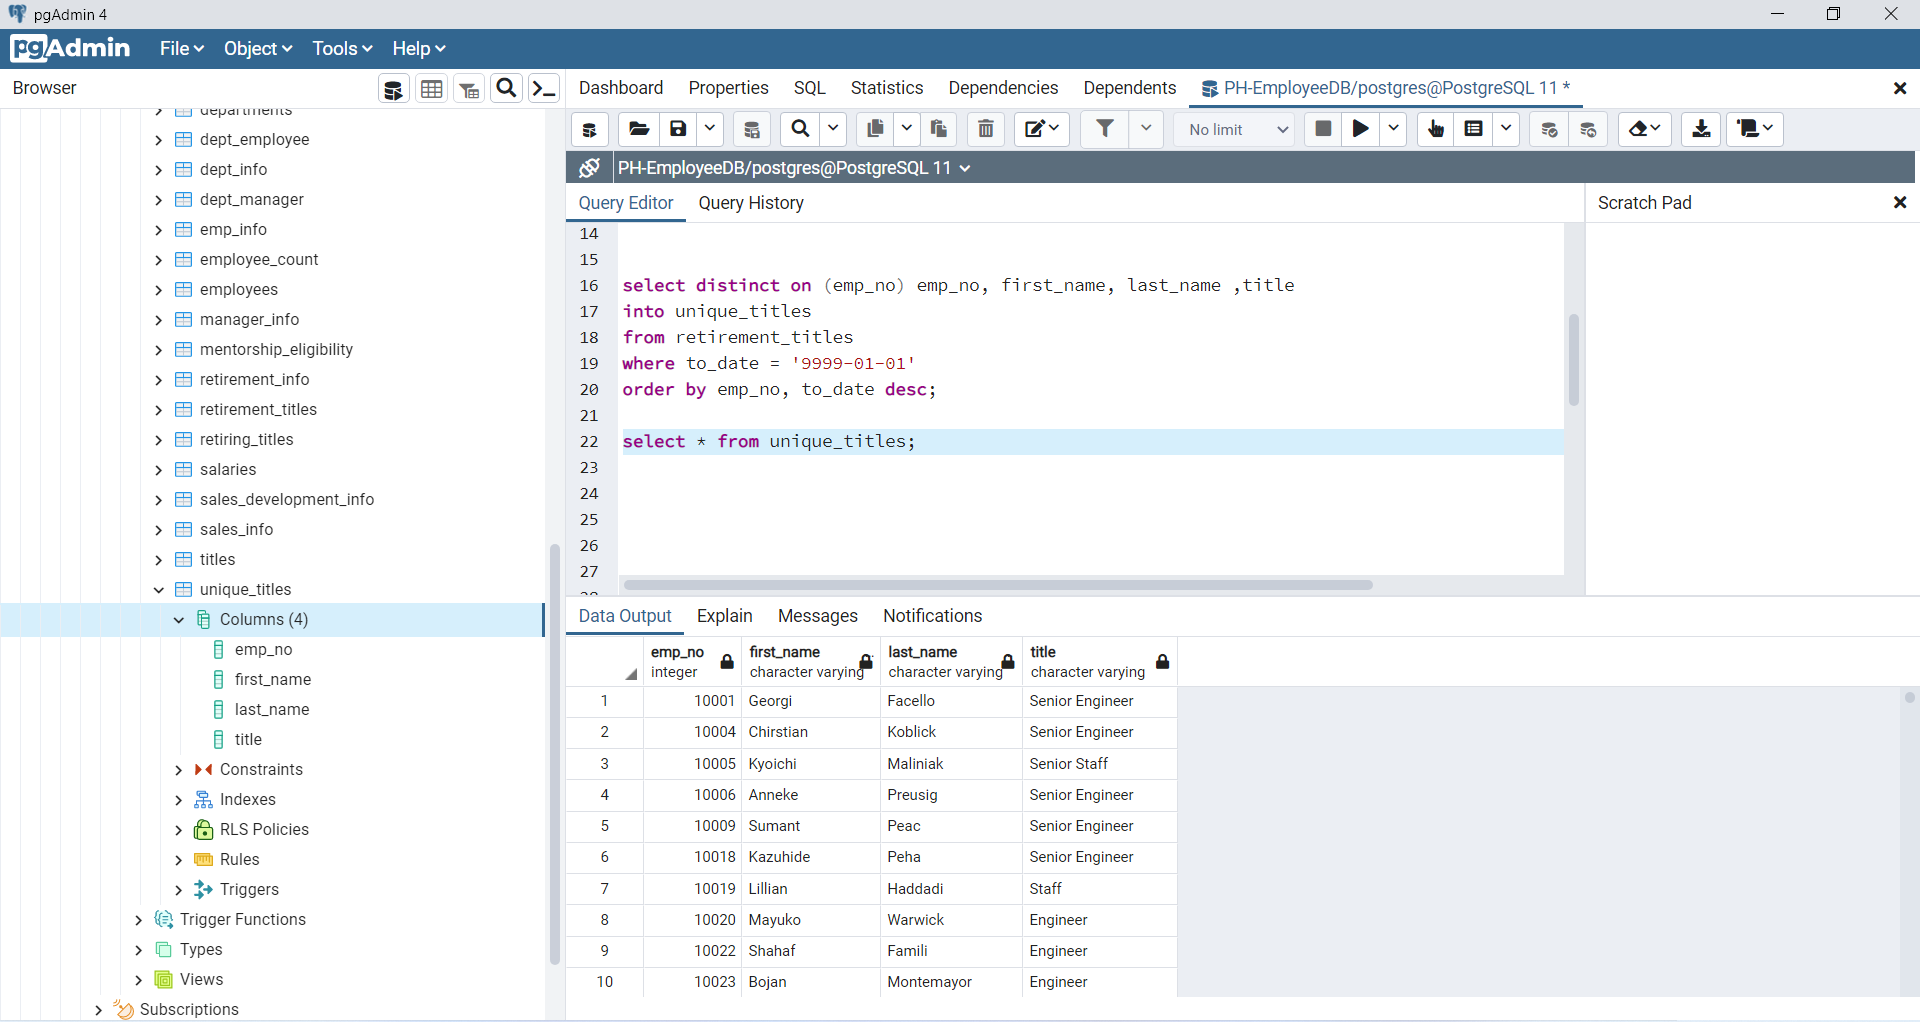 pgAdmin 4
pgAdmin File Object Tools Help
Browser
Dashboard Properties SQL Statistics Dependencies Dependents PH-EmployeeDB/postgres@PostgreSQL 11 *
No limit
PH-EmployeeDB/postgres@PostgreSQL 11
Query Editor Query History
Scratch Pad
departments
dept_employee
dept_info
dept_manager
emp_info
employee_count
employees
manager_info
mentorship_eligibility
retirement_info
retirement_titles
retiring_titles
salaries
sales_development_info
sales_info
titles
unique_titles
Columns (4)
emp_no
first_name
last_name
title
Constraints
Indexes
RLS Policies
Rules
Triggers
Trigger Functions
Types
Views
Subscriptions
14
15
16 select distinct on (emp_no) emp_no, first_name, last_name ,title
17 into unique_titles
18 from retirement_titles
19 where to_date = '9999-01-01'
20 order by emp_no, to_date desc;
21
22 select * from unique_titles;
23
24
25
26
27
Data Output Explain Messages Notifications
emp_no first_name last_name title
integer character varying character varying character varying
1 10001 Georgi Facello Senior Engineer
2 10004 Chirstian Koblick Senior Engineer
3 10005 Kyoichi Maliniak Senior Staff
4 10006 Anneke Preusig Senior Engineer
5 10009 Sumant Peac Senior Engineer
6 10018 Kazuhide Peha Senior Engineer
7 10019 Lillian Haddadi Staff
8 10020 Mayuko Warwick Engineer
9 10022 Shahaf Famili Engineer
10 10023 Bojan Montemayor Engineer